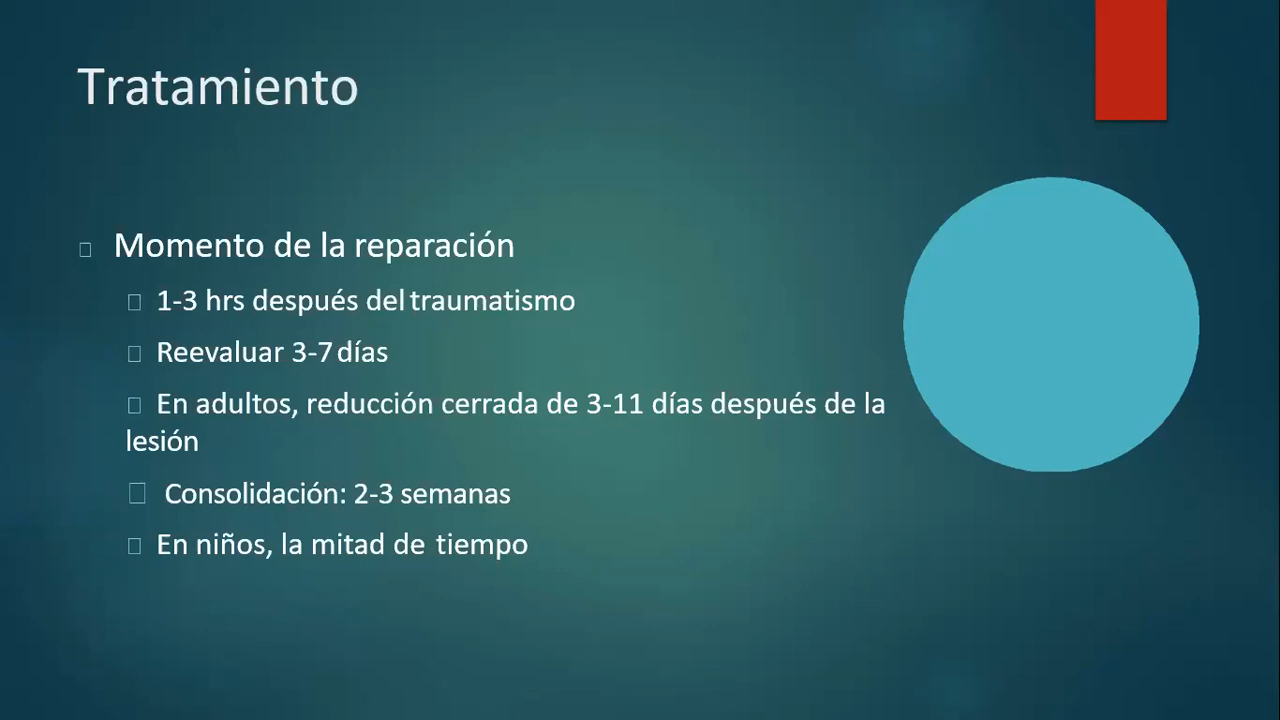 Tratamiento
Momento de la reparación
1-3 hrs después del traumatismo
Reevaluar 3-7 días
En adultos, reducción cerrada de 3-11 días después de la
lesión
Consolidación: 2-3 semanas
En niños, la mitad de tiempo